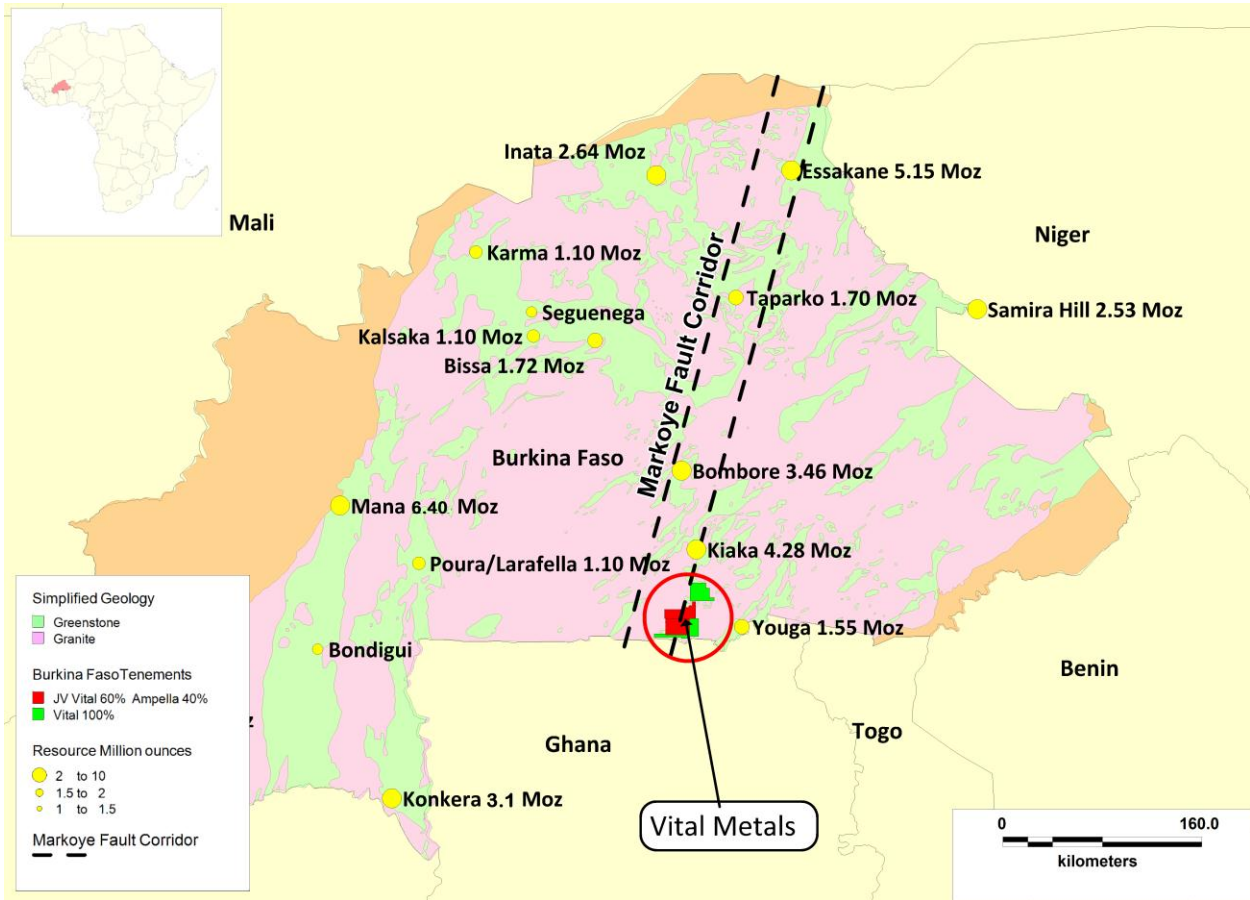 Inata 2.64 Moz
Essakane 5.15 Moz
Mali
Niger
Karma 1.10 Moz
Markoye Fault Corridor
Taparko 1.70 Moz
Samira Hill 2.53 Moz
Seguenega
Kalsaka 1.10 Moz
Bissa 1.72 Moz
Burkina Faso
Bombore 3.46 Moz
Mana 6.40 Moz
Kiaka 4.28 Moz
Poura/Larafella 1.10 Moz
Youga 1.55 Moz
Bondigui
Benin
Togo
Ghana
Konkera 3.1 Moz
Vital Metals
Simplified Geology
Greenstone
Granite
Burkina FasoTenements
JV Vital 60% Ampella 40%
Vital 100%
Resource Million ounces
2 to 10
1.5 to 2
1 to 1.5
Markoye Fault Corridor
z
0 160.0
kilometers